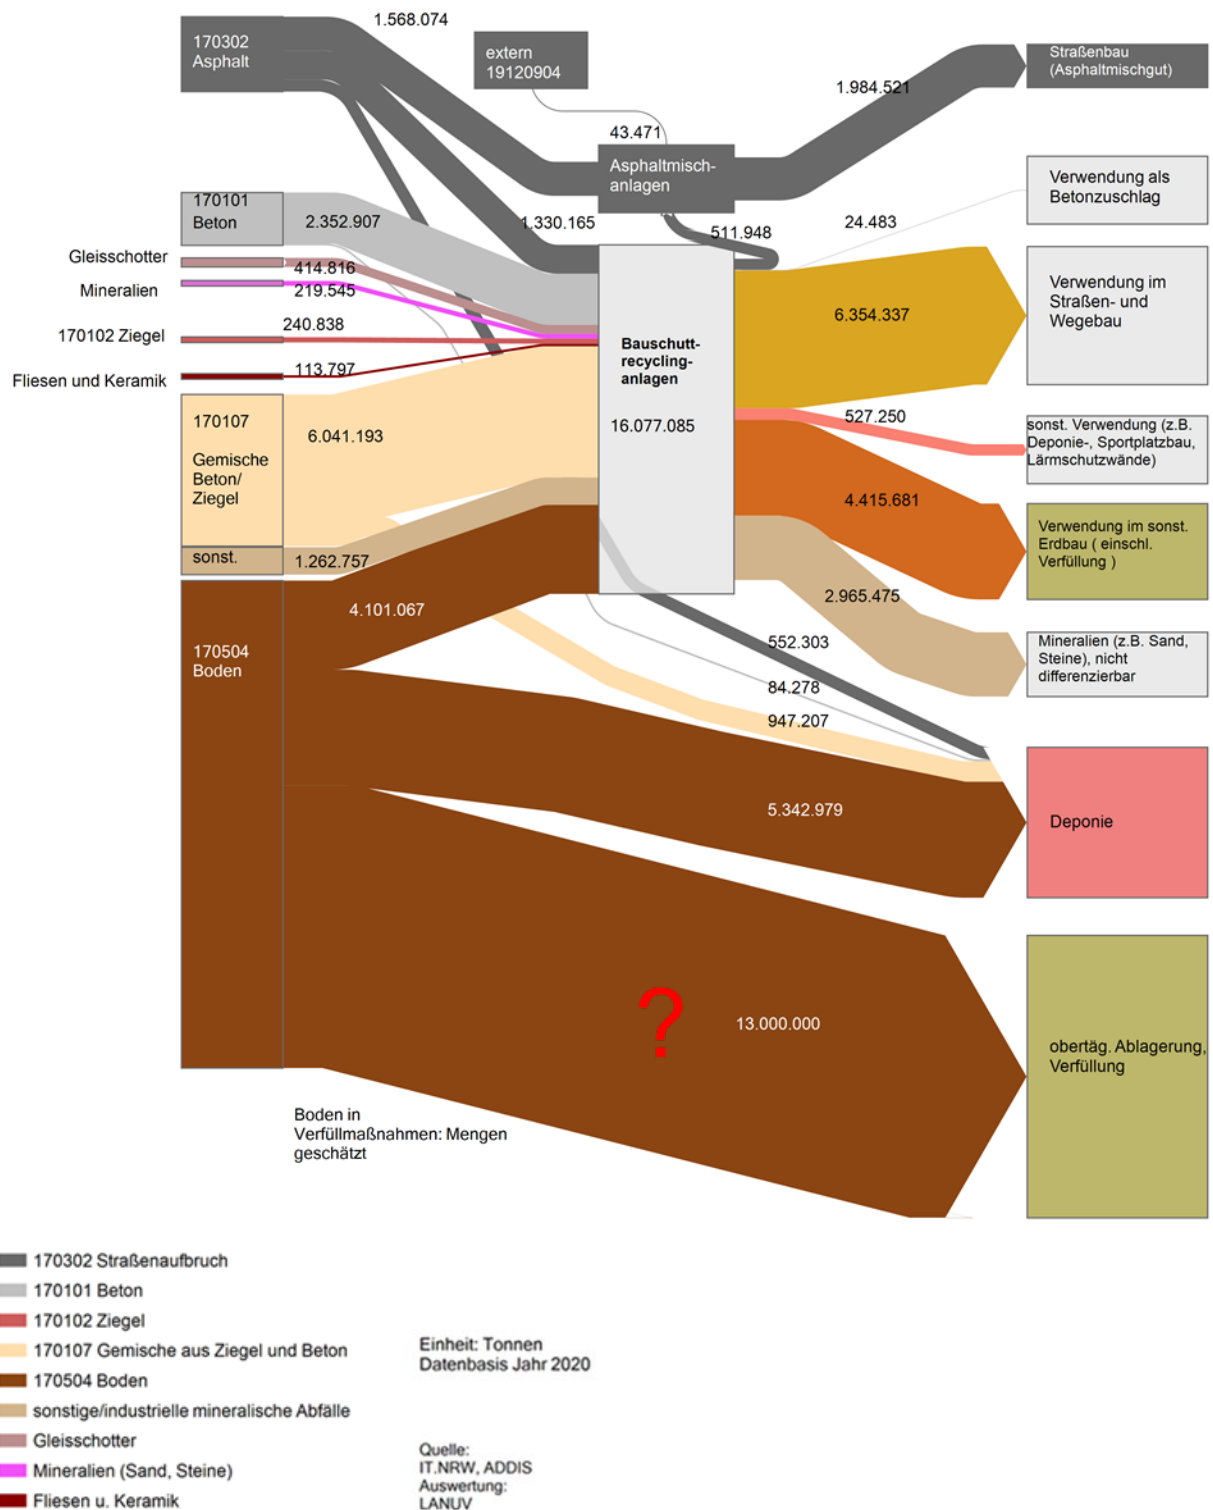 170302
Asphalt
1.568.074
extern
19120904
Straßenbau
(Asphaltmischgut)
1.984.521
43.471
Asphaltmisch-
anlagen
Verwendung als
Betonzuschlag
170101
Beton
2.352.907
1.330.165
511.948
24.483
Gleisschotter
414.816
Mineralien
219.545
Verwendung im
Straßen- und
Wegebau
6.354.337
170102 Ziegel
240.838
Bauschutt-
recycling-
anlagen
16.077.085
Fliesen und Keramik
113.797
170107
Gemische
Beton/
Ziegel
6.041.193
527.250
sonst. Verwendung (z.B.
Deponie-, Sportplatzbau,
Lärmschutzwände)
4.415.681
Verwendung im sonst.
Erdbau ( einschl.
Verfüllung )
sonst.
1.262.757
2.965.475
4.101.067
170504
Boden
552.303
Mineralien (z.B. Sand,
Steine), nicht
differenzierbar
84.278
947.207
5.342.979
Deponie
?
13.000.000
obertäg. Ablagerung,
Verfüllung
Boden in
Verfüllmaßnahmen: Mengen
geschätzt
170302 Straßenaufbruch
170101 Beton
170102 Ziegel
170107 Gemische aus Ziegel und Beton
170504 Boden
sonstige/industrielle mineralische Abfälle
Gleisschotter
Mineralien (Sand, Steine)
Fliesen u. Keramik
Einheit: Tonnen
Datenbasis Jahr 2020
Quelle:
IT.NRW, ADDIS
Auswertung:
LANUV